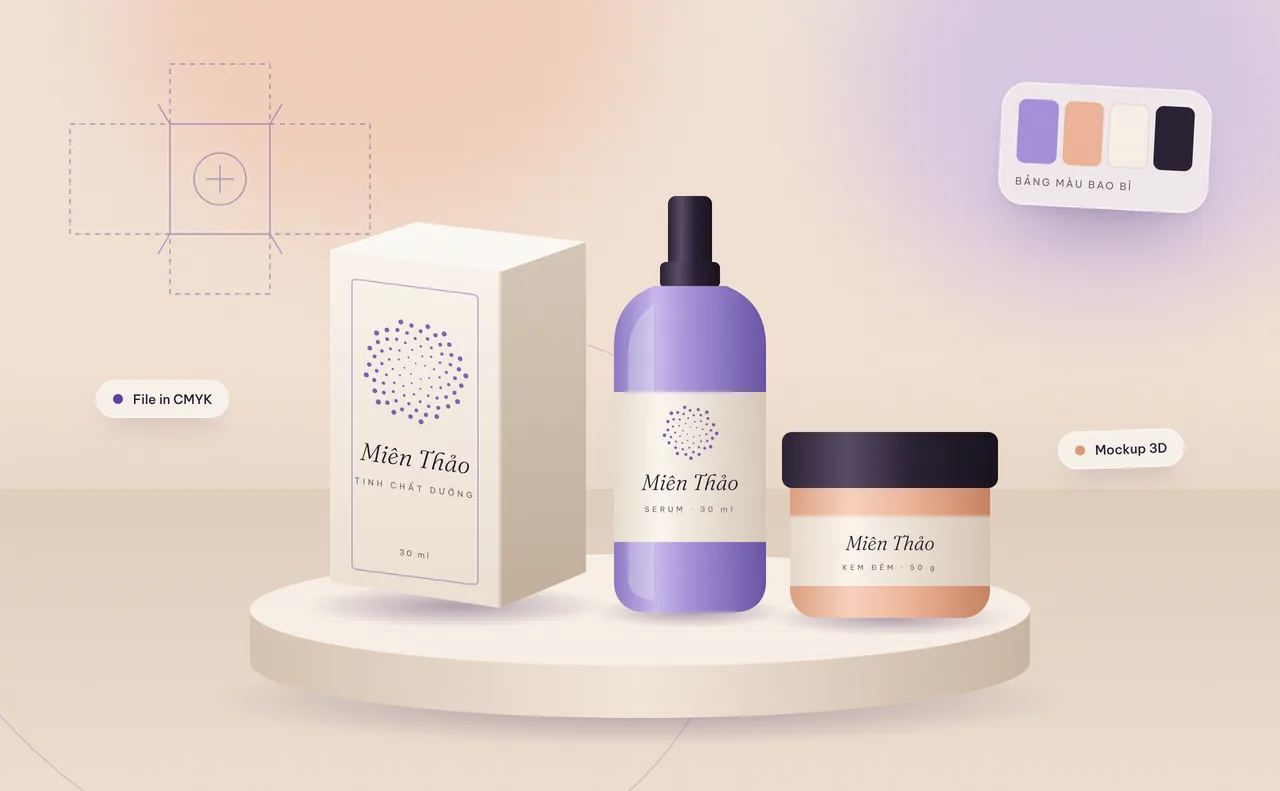 BẢNG MÀU BAO BÌ
File in CMYK
Miên Thảo
TINH CHẤT DƯỠNG
30 ml
Miên Thảo
SERUM · 30 ml
Mockup 3D
Miên Thảo
KEM ĐÊM · 50 g